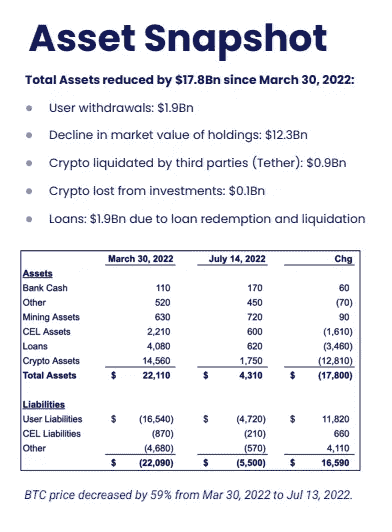 Asset Snapshot
Total Assets reduced by $17.8Bn since March 30, 2022:
User withdrawals: $1.9Bn
Decline in market value of holdings: $12.3Bn
Crypto liquidated by third parties (Tether): $0.9Bn
Crypto lost from investments: $0.1Bn
Loans: $1.9Bn due to loan redemption and liquidation
March 30, 2022 July 14, 2022 Chg
Assets
Bank Cash 110 170 60
Other 520 450 (70)
Mining Assets 630 720 90
CEL Assets 2,210 600 (1,610)
Loans 4,080 620 (3,460)
Crypto Assets 14,560 1,750 (12,810)
Total Assets $ 22,110 $ 4,310 $ (17,800)
Liabilities
User Liabilities $ (16,540) $ (4,720) $ 11,820
CEL Liabilities (870) (210) 660
Other (4,680) (570) 4,110
$ (22,090) $ (5,500) $ 16,590
BTC price decreased by 59% from Mar 30, 2022 to Jul 13, 2022.